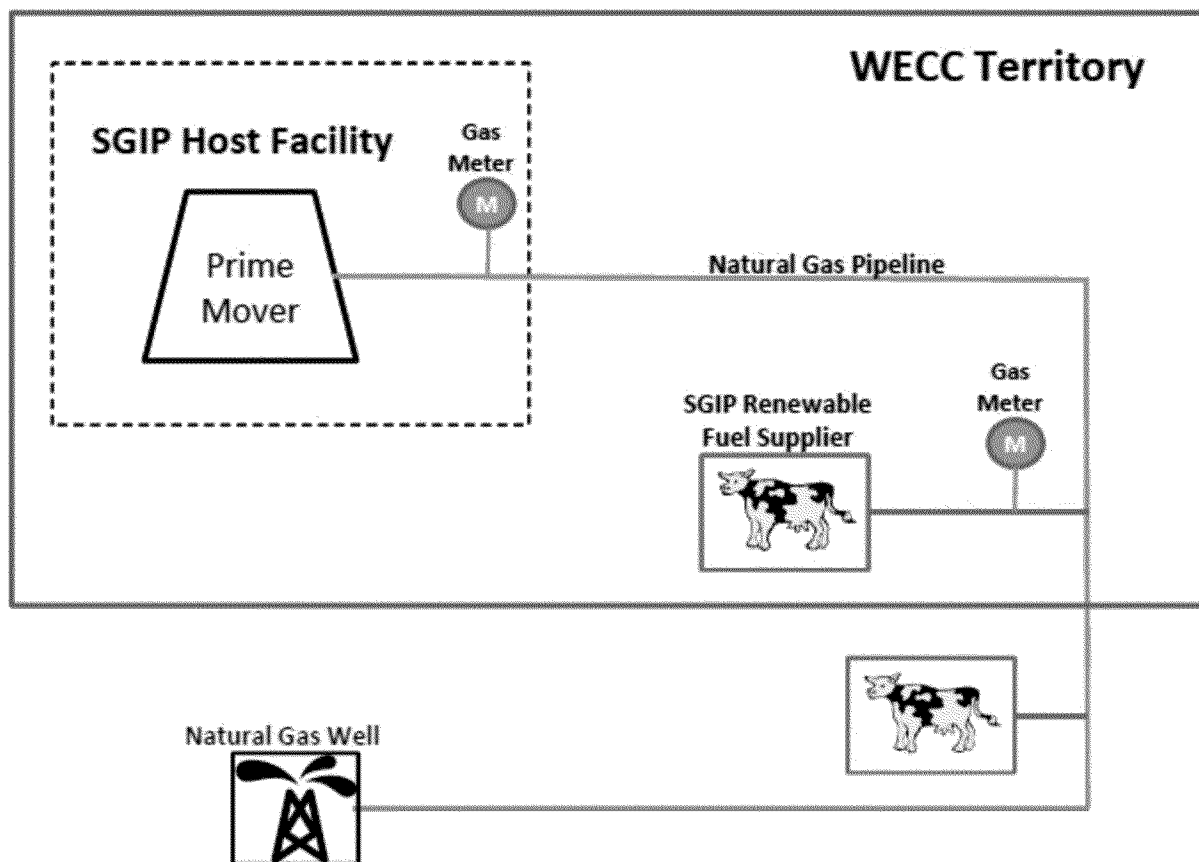 WECC Territory
SGIP Host Facility
Gas
Meter
M
Prime
Mover
Natural Gas Pipeline
Gas
Meter
M
SGIP Renewable
Fuel Supplier
Natural Gas Well